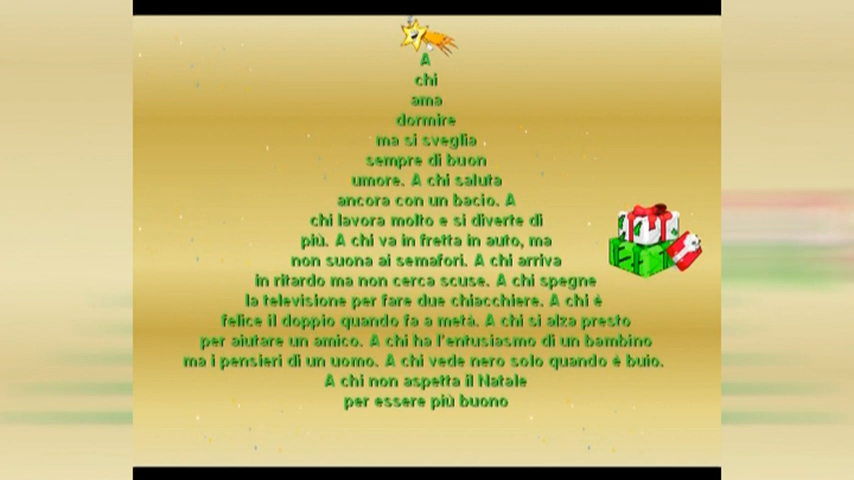 A
chi
ama
dormire
ma si sveglia
sempre di buon
umore. A chi saluta
ancora con un bacio. A
chi lavora molto e si diverte di
più. A chi va in fretta in auto, ma
non suona ai semafori. A chi arriva
in ritardo ma non cerca scuse. A chi spegne
la televisione per fare due chiacchiere. A chi è
felice il doppio quando fa a metà. A chi si alza presto
per aiutare un amico. A chi ha l'entusiasmo di un bambino
ma i pensieri di un uomo. A chi vede nero solo quando è buio.
A chi non aspetta il Natale
per essere più buono